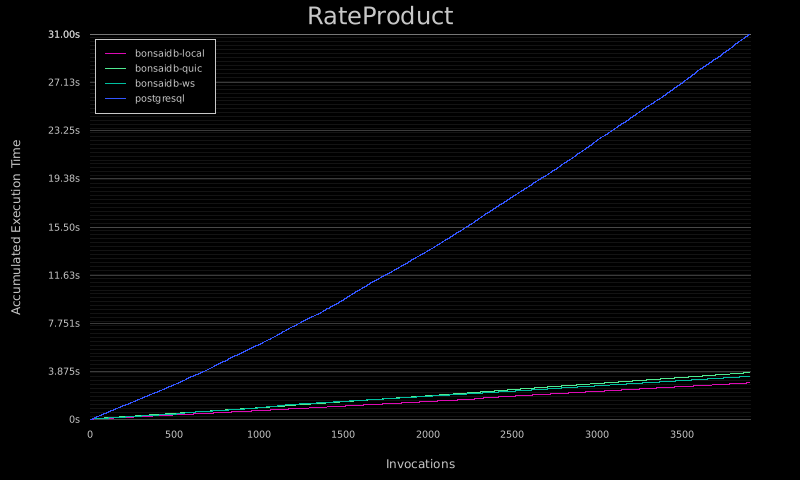 RateProduct
31.00s
bonsaidb-local
bonsaidb-quic
27.13s
bonsaidb-ws
postgresql
23.25s
Accumulated Execution Time
19.38s
15.50s
11.63s
7.751s
3.875s
0s
0 500 1000 1500 2000 2500 3000 3500
Invocations